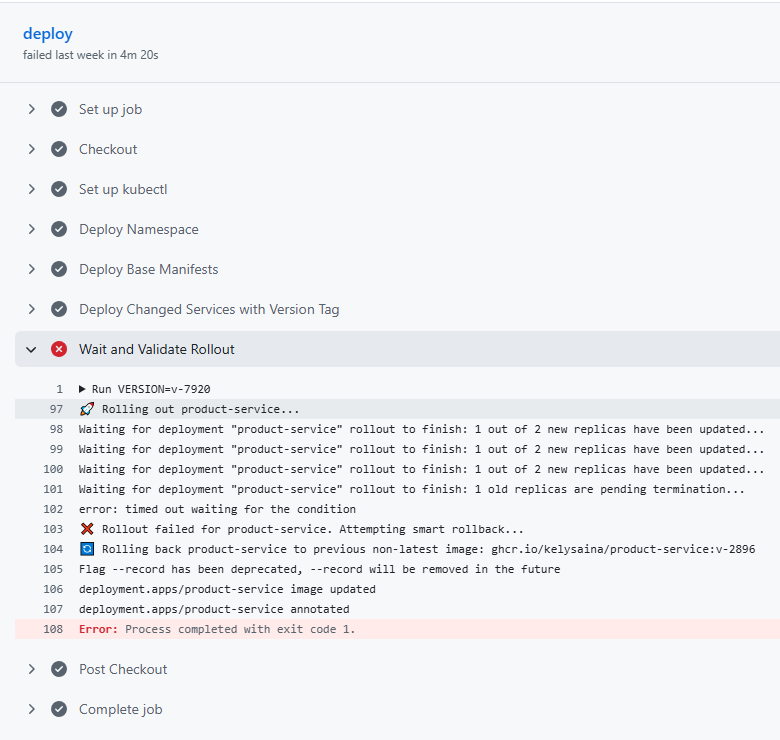 deploy
failed last week in 4m 20s
Set up job
Checkout
Set up kubectl
Deploy Namespace
Deploy Base Manifests
Deploy Changed Services with Version Tag
Wait and Validate Rollout
1 ▶ Run VERSION=v-7920
97 🚀 Rolling out product-service...
98 Waiting for deployment "product-service" rollout to finish: 1 out of 2 new replicas have been updated...
99 Waiting for deployment "product-service" rollout to finish: 1 out of 2 new replicas have been updated...
100 Waiting for deployment "product-service" rollout to finish: 1 out of 2 new replicas have been updated...
101 Waiting for deployment "product-service" rollout to finish: 1 old replicas are pending termination...
102 error: timed out waiting for the condition
103 ❌ Rollout failed for product-service. Attempting smart rollback...
104 🔄 Rolling back product-service to previous non-latest image: ghcr.io/kelysaina/product-service:v-2896
105 Flag --record has been deprecated, --record will be removed in the future
106 deployment.apps/product-service image updated
107 deployment.apps/product-service annotated
108 Error: Process completed with exit code 1.
Post Checkout
Complete job